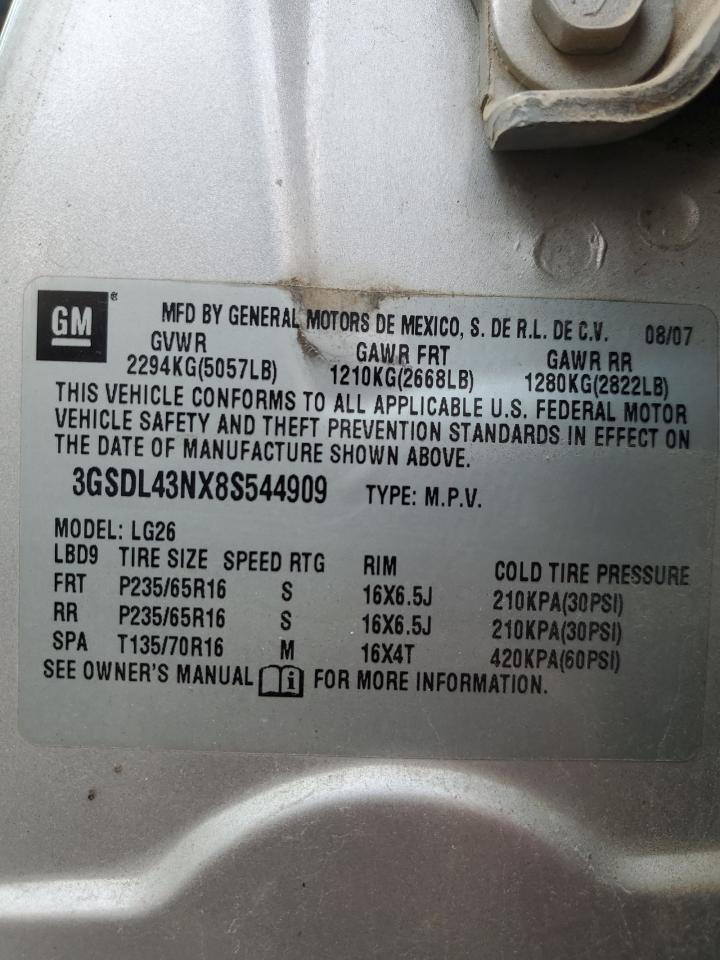 GM®
MFD BY GENERAL MOTORS DE MEXICO, S. DE R.L. DE C.V. 08/07
GVWR GAWR FRT GAWR RR
2294KG(5057LB) 1210KG(2668LB) 1280KG(2822LB)
THIS VEHICLE CONFORMS TO ALL APPLICABLE U.S. FEDERAL MOTOR
VEHICLE SAFETY AND THEFT PREVENTION STANDARDS IN EFFECT ON
THE DATE OF MANUFACTURE SHOWN ABOVE.
3GSDL43NX8S544909 TYPE: M.P.V.
MODEL: LG26
LBD9 TIRE SIZE SPEED RTG RIM COLD TIRE PRESSURE
FRT P235/65R16 S 16X6.5J 210KPA(30PSI)
RR P235/65R16 S 16X6.5J 210KPA(30PSI)
SPA T135/70R16 M 16X4T 420KPA(60PSI)
SEE OWNER'S MANUAL i FOR MORE INFORMATION.